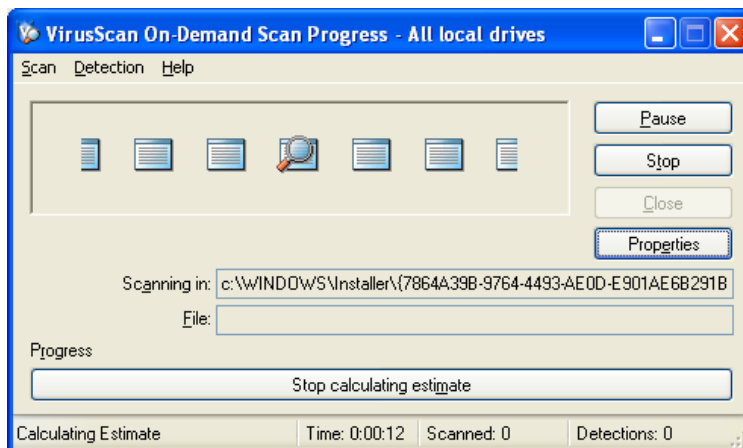 VirusScan On-Demand Scan Progress - All local drives
Scan Detection Help
Pause
Stop
Close
Properties
Scanning in: c:\WINDOWS\Installer\{7864A39B-9764-4493-AE0D-E901AE6B291B
File:
Progress
Stop calculating estimate
Calculating Estimate Time: 0:00:12 Scanned: 0 Detections: 0